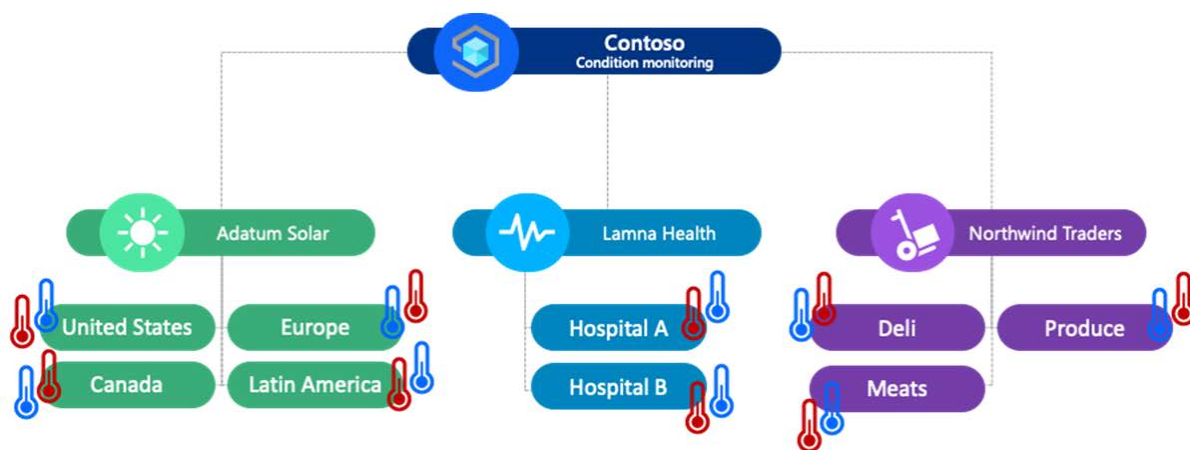 Contoso
Condition monitoring
Adatum Solar
Lamna Health
Northwind Traders
United States
Europe
Canada
Latin America
Hospital A
Hospital B
Deli
Produce
Meats